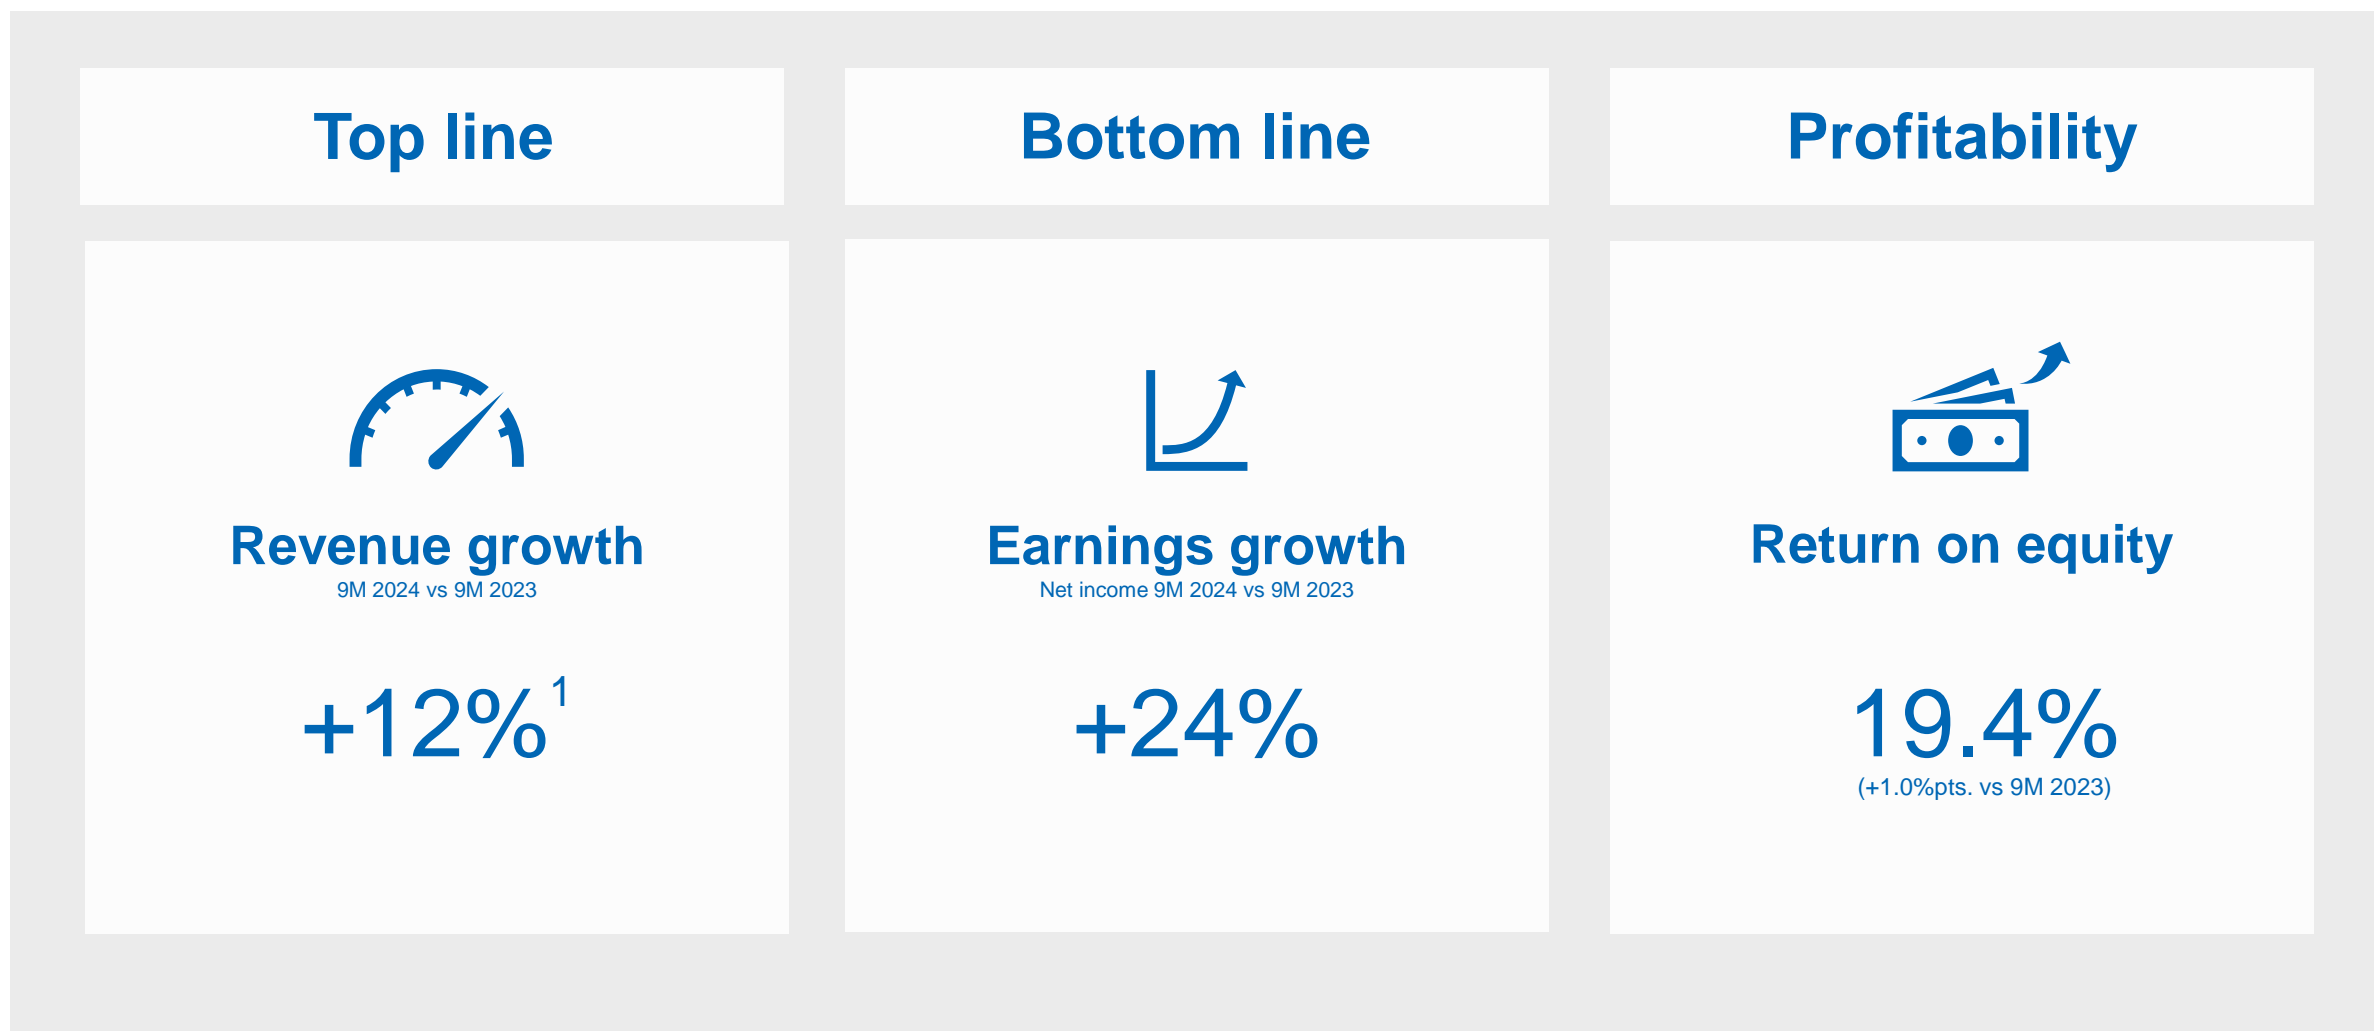 Top line
Revenue growth
9M 2024 vs 9M 2023
+12%1
Bottom line
Earnings growth
Net income 9M 2024 vs 9M 2023
+24%
Profitability
Return on equity
19.4%
(+1.0%pts. vs 9M 2023)